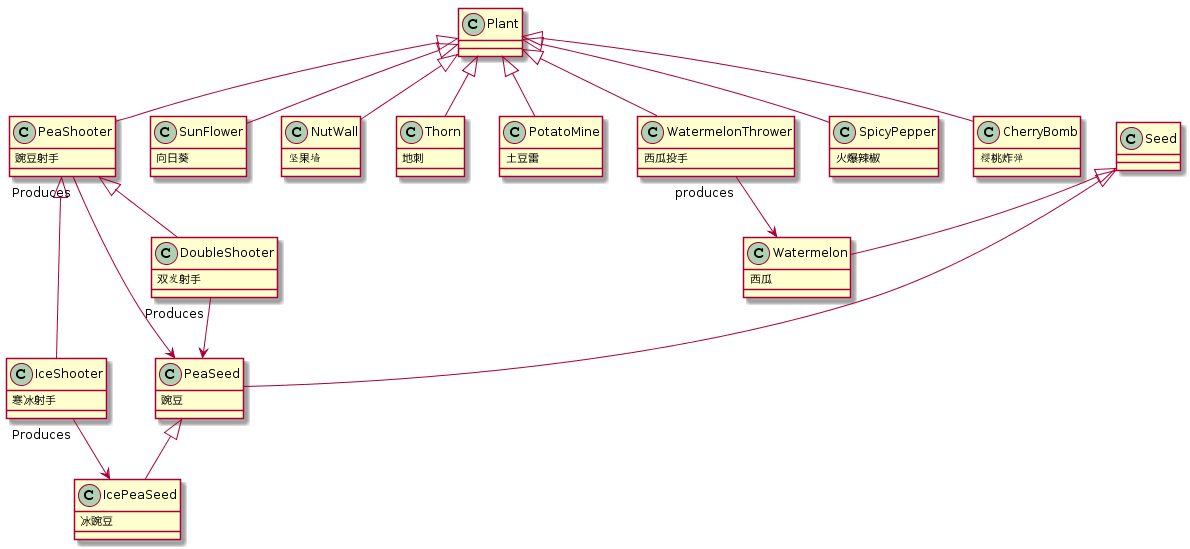 C Plant
C PeaShooter
豌豆射手
C SunFlower
向日葵
C NutWall
坚果墙
C Thorn
地刺
C PotatoMine
土豆雷
C WatermelonThrower
西瓜投手
C SpicyPepper
火爆辣椒
C CherryBomb
樱桃炸弹
C Seed
Produces
produces
C DoubleShooter
双发射手
C Watermelon
西瓜
Produces
C IceShooter
寒冰射手
C PeaSeed
豌豆
Produces
C IcePeaSeed
冰豌豆